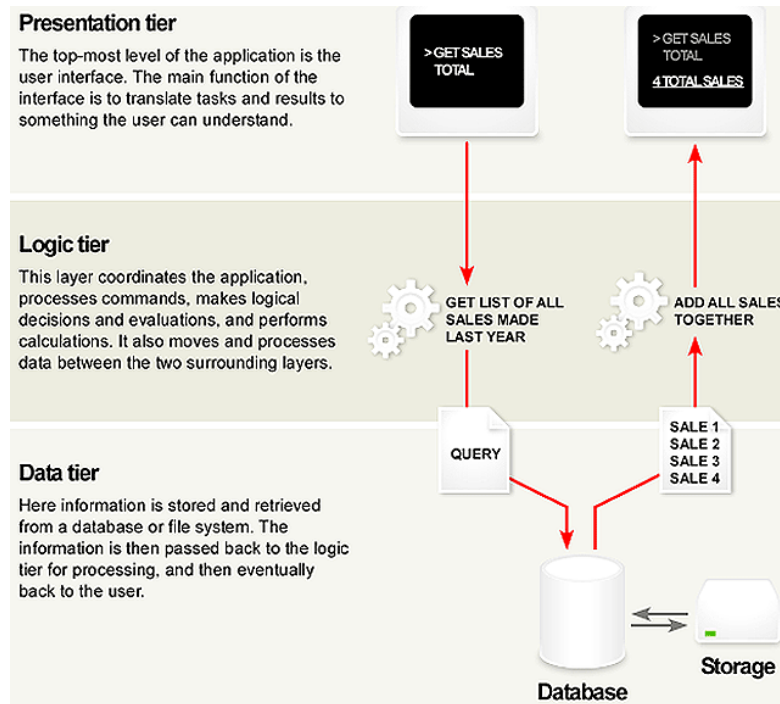 Presentation tier
The top-most level of the application is the
user interface. The main function of the
interface is to translate tasks and results to
something the user can understand.
> GET SALES
TOTAL
> GET SALES
TOTAL
4 TOTAL SALES
Logic tier
This layer coordinates the application,
processes commands, makes logical
decisions and evaluations, and performs
calculations. It also moves and processes
data between the two surrounding layers.
GET LIST OF ALL
SALES MADE
LAST YEAR
ADD ALL SALES
TOGETHER
Data tier
Here information is stored and retrieved
from a database or file system. The
information is then passed back to the logic
tier for processing, and then eventually
back to the user.
QUERY
SALE 1
SALE 2
SALE 3
SALE 4
Database
Storage